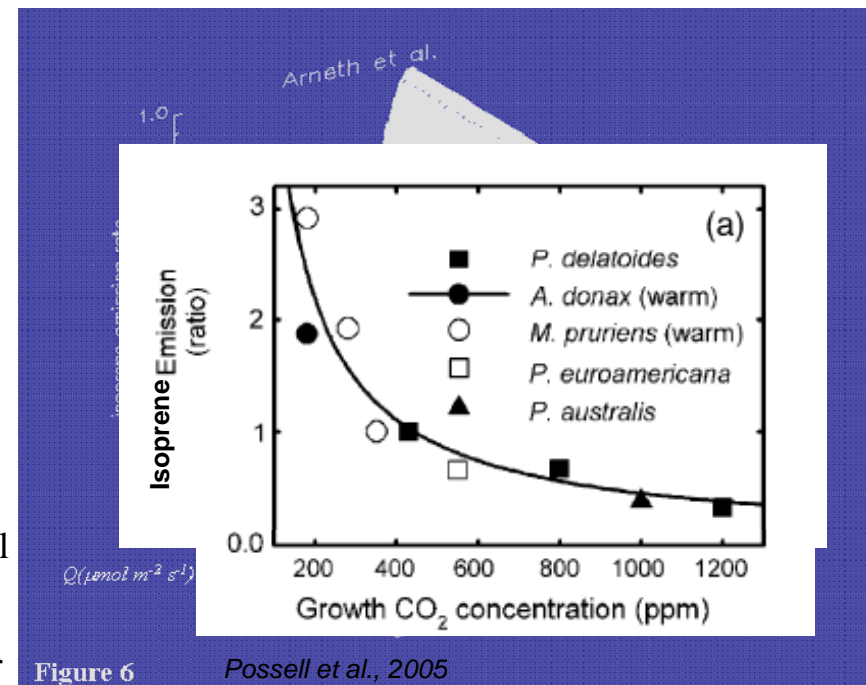 Arneth et al.
1.0
3
2
1
0.0
Isoprene Emission
(ratio)
(a)
P. delatoides
A. donax (warm)
M. pruriens (warm)
P. euroamericana
P. australis
200 400 600 800 1000 1200
Growth CO₂ concentration (ppm)
l
Q(μmol m⁻² s⁻¹)
.
Figure 6
Possell et al., 2005